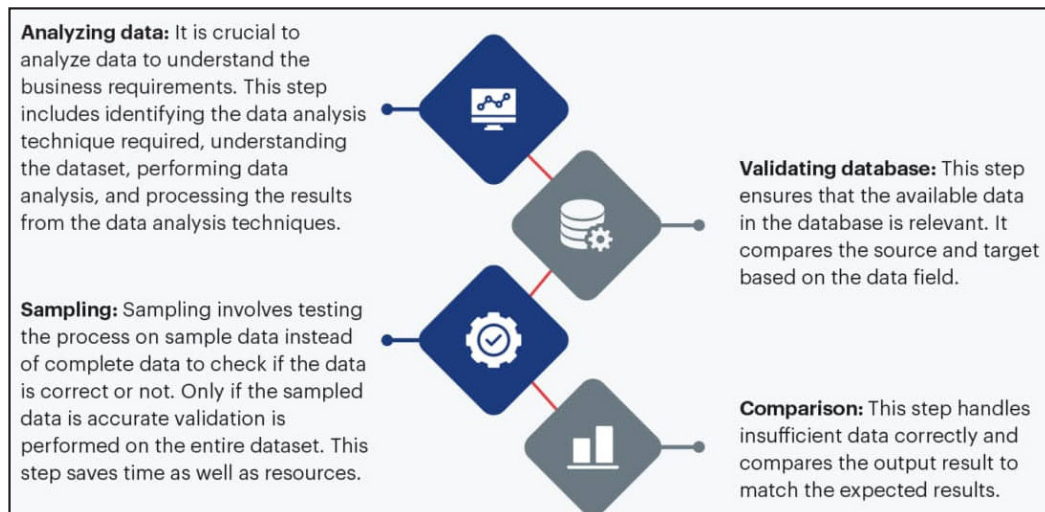 Analyzing data: It is crucial to
analyze data to understand the
business requirements. This step
includes identifying the data analysis
technique required, understanding
the dataset, performing data
analysis, and processing the results
from the data analysis techniques.
Validating database: This step
ensures that the available data
in the database is relevant. It
compares the source and target
based on the data field.
Sampling: Sampling involves testing
the process on sample data instead
of complete data to check if the data
is correct or not. Only if the sampled
data is accurate validation is
performed on the entire dataset. This
step saves time as well as resources.
Comparison: This step handles
insufficient data correctly and
compares the output result to
match the expected results.